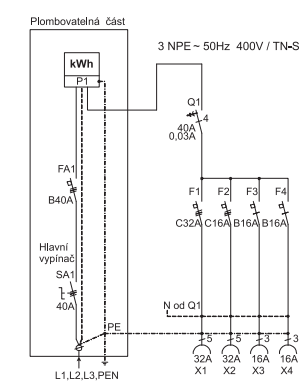 Plombovatelná část
3 NPE ~ 50Hz 400V / TN-S
kWh
P1
Q1
4
40A
0,03A
FA1
B40A
F1 F2 F3 F4
C32A C16A B16A B16A
Hlavní
vypínač
SA1
40A
N od Q1
PE
5 5 3 3
32A 32A 16A 16A
X1 X2 X3 X4
L1,L2,L3,PEN